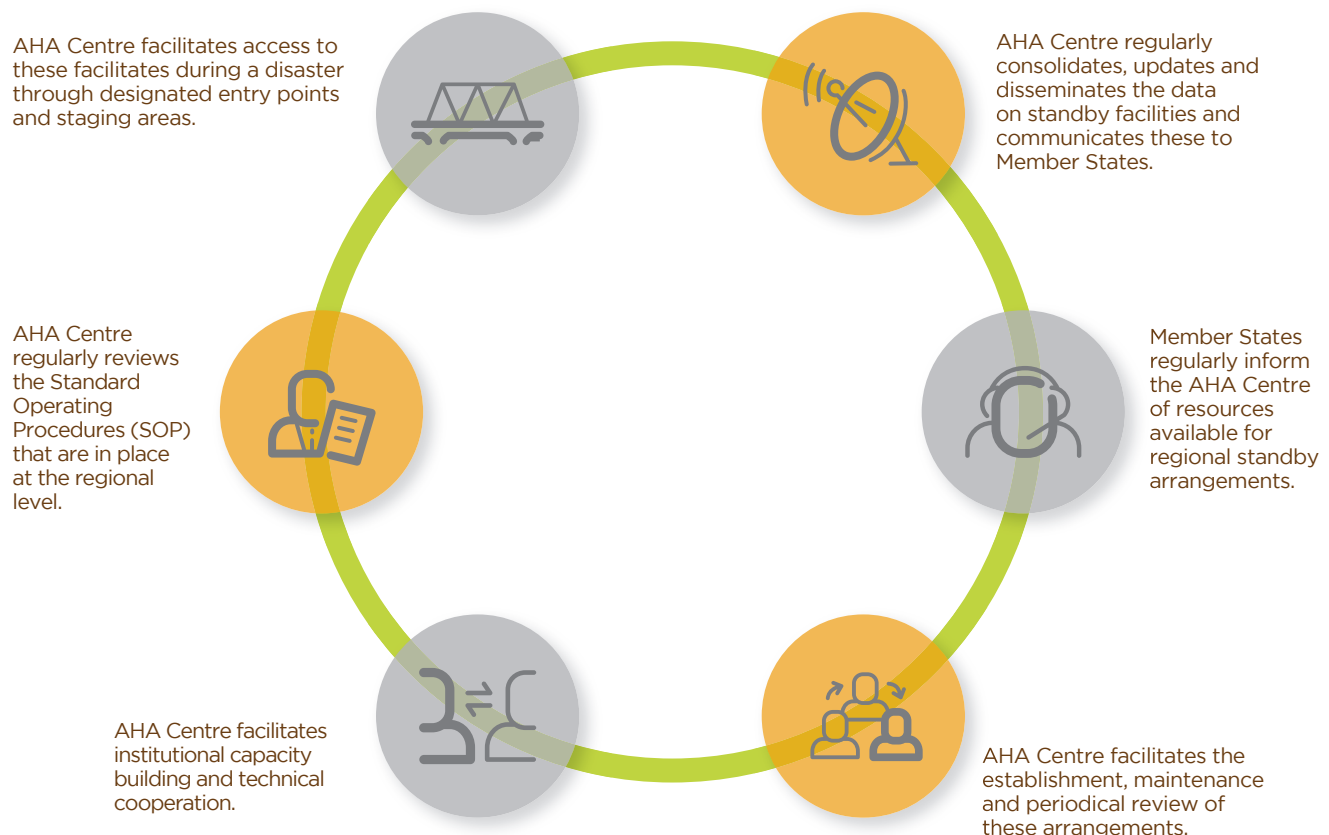 AHA Centre facilitates access to
these facilitates during a disaster
through designated entry points
and staging areas.
AHA Centre regularly
consolidates, updates and
disseminates the data
on standby facilities and
communicates these to
Member States.
AHA Centre
regularly reviews
the Standard
Operating
Procedures (SOP)
that are in place
at the regional
level.
Member States
regularly inform
the AHA Centre
of resources
available for
regional standby
arrangements.
AHA Centre facilitates
institutional capacity
building and technical
cooperation.
AHA Centre facilitates the
establishment, maintenance
and periodical review of
these arrangements.